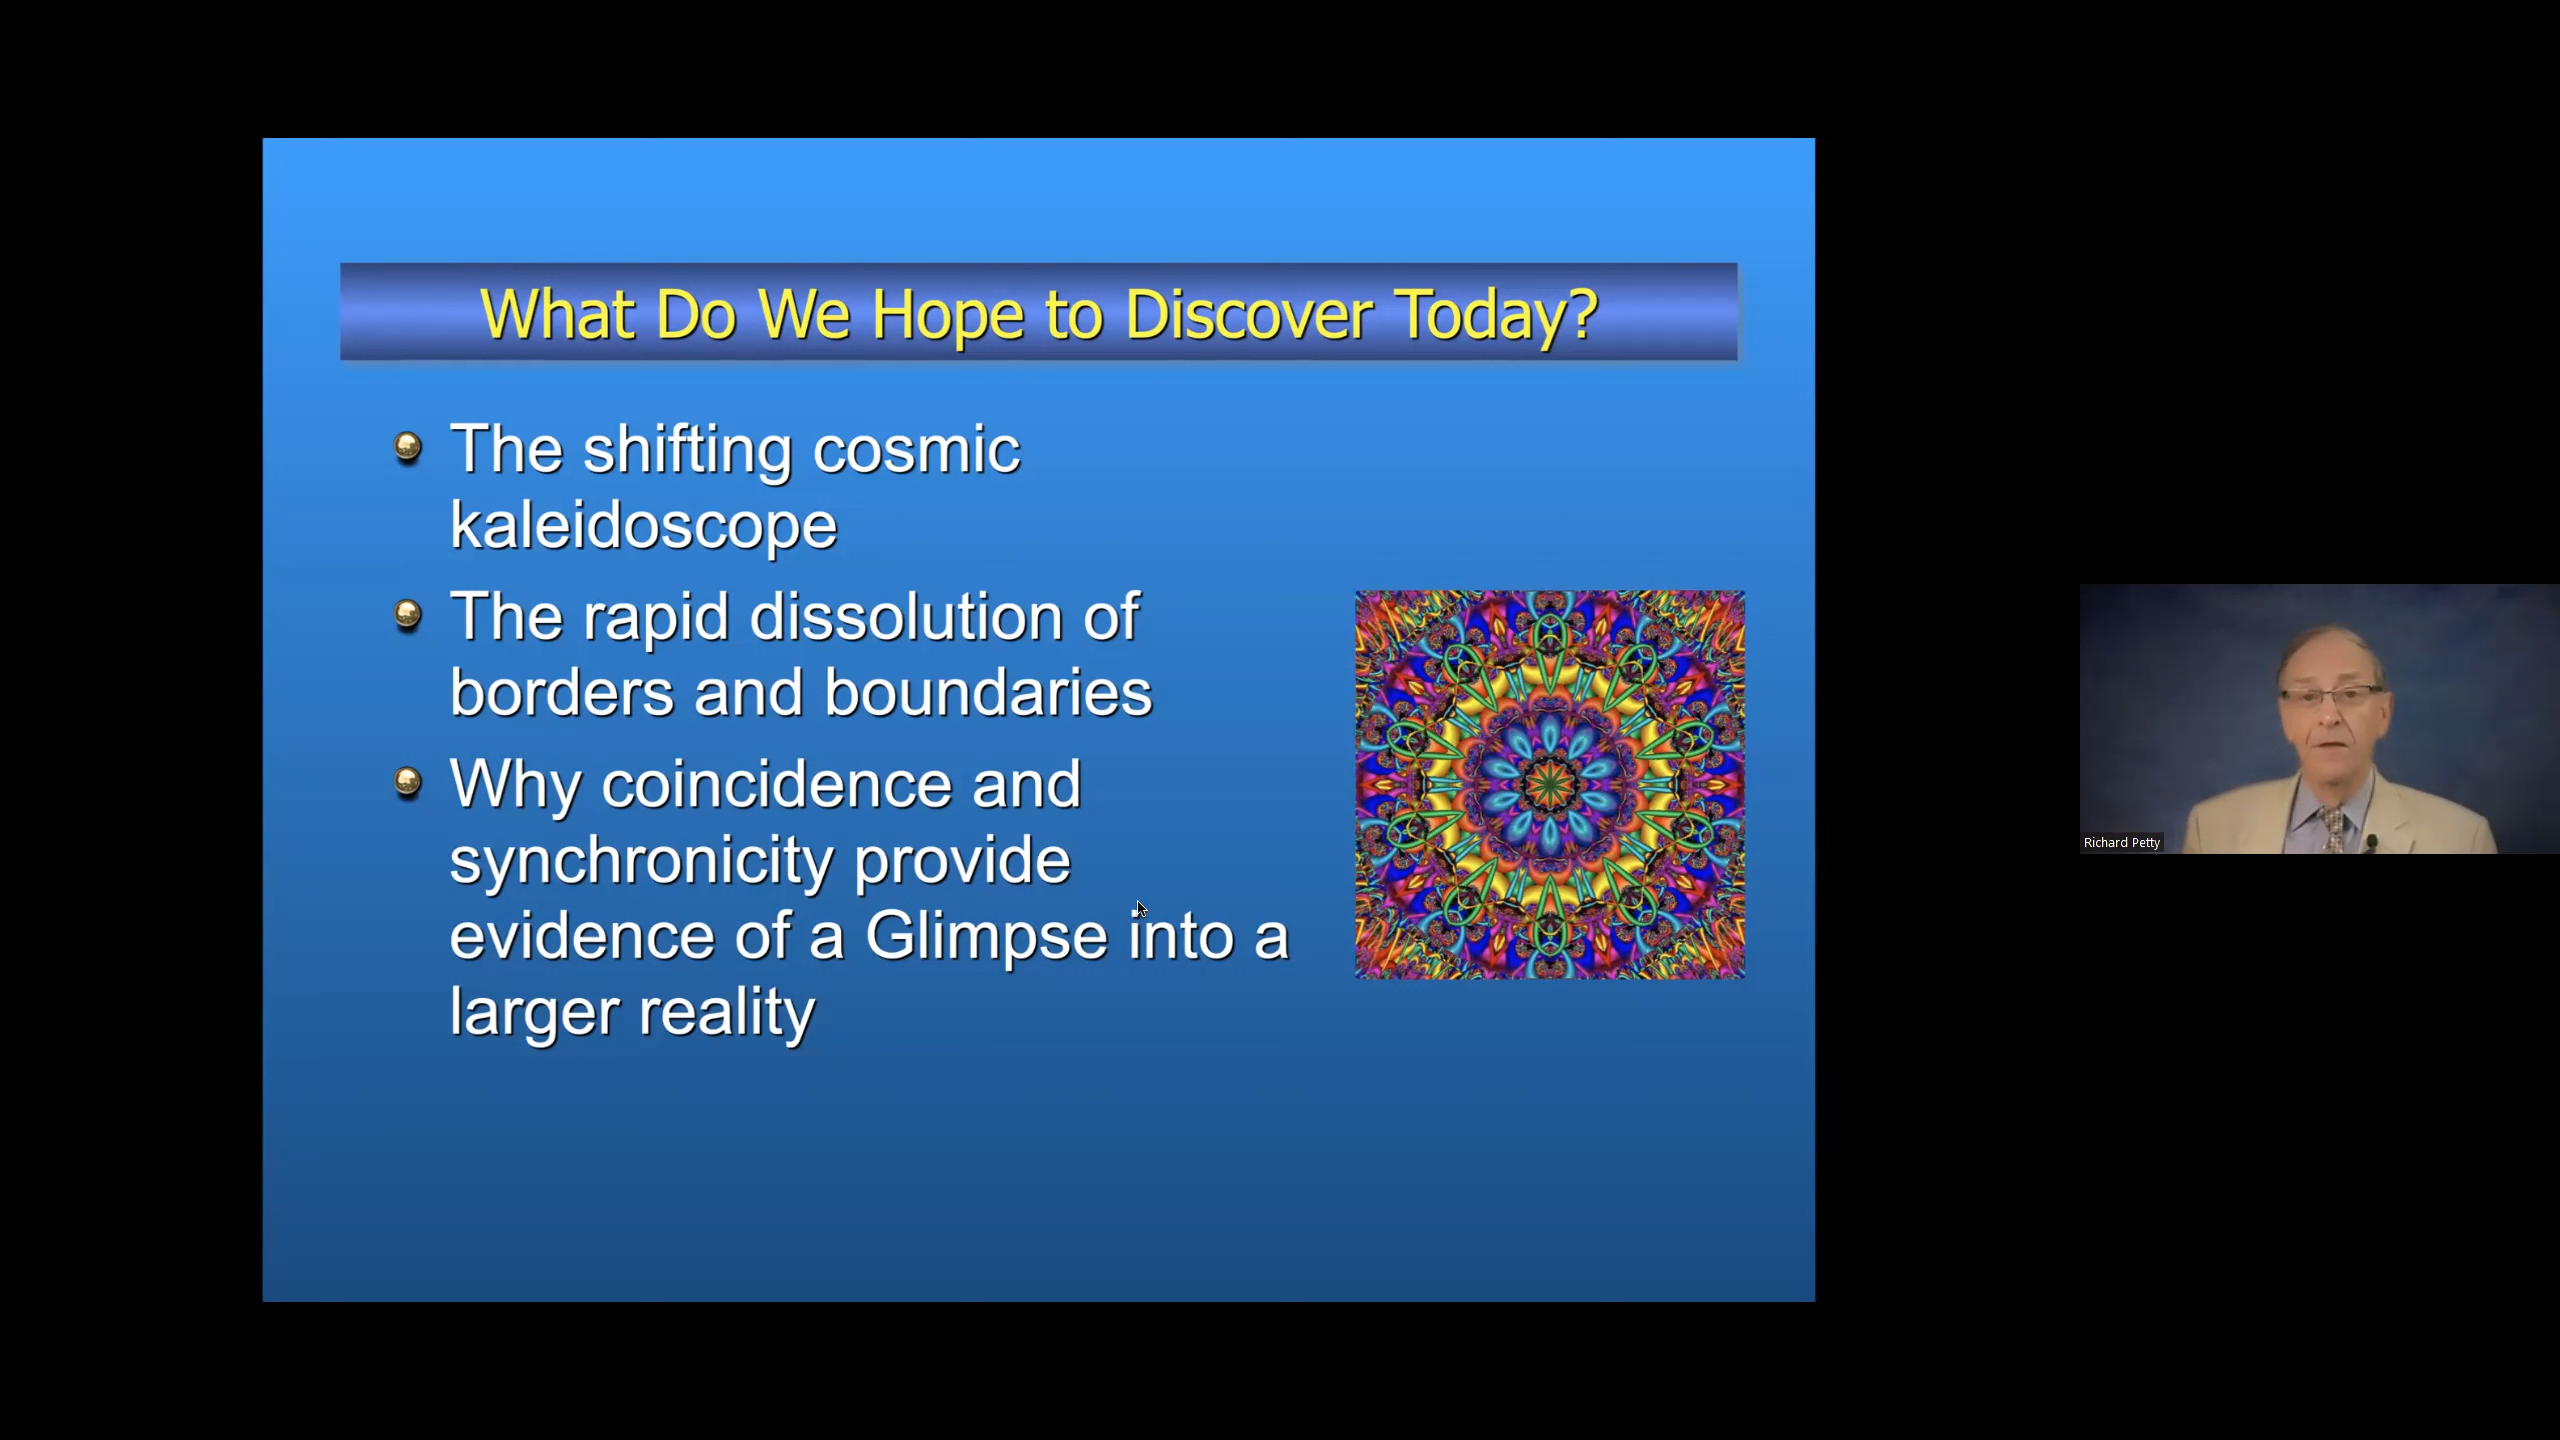 What Do We Hope to Discover Today?
The shifting cosmic
kaleidoscope
The rapid dissolution of
borders and boundaries
Why coincidence and
synchronicity provide
evidence of a Glimpse into a
larger reality
Richard Petty